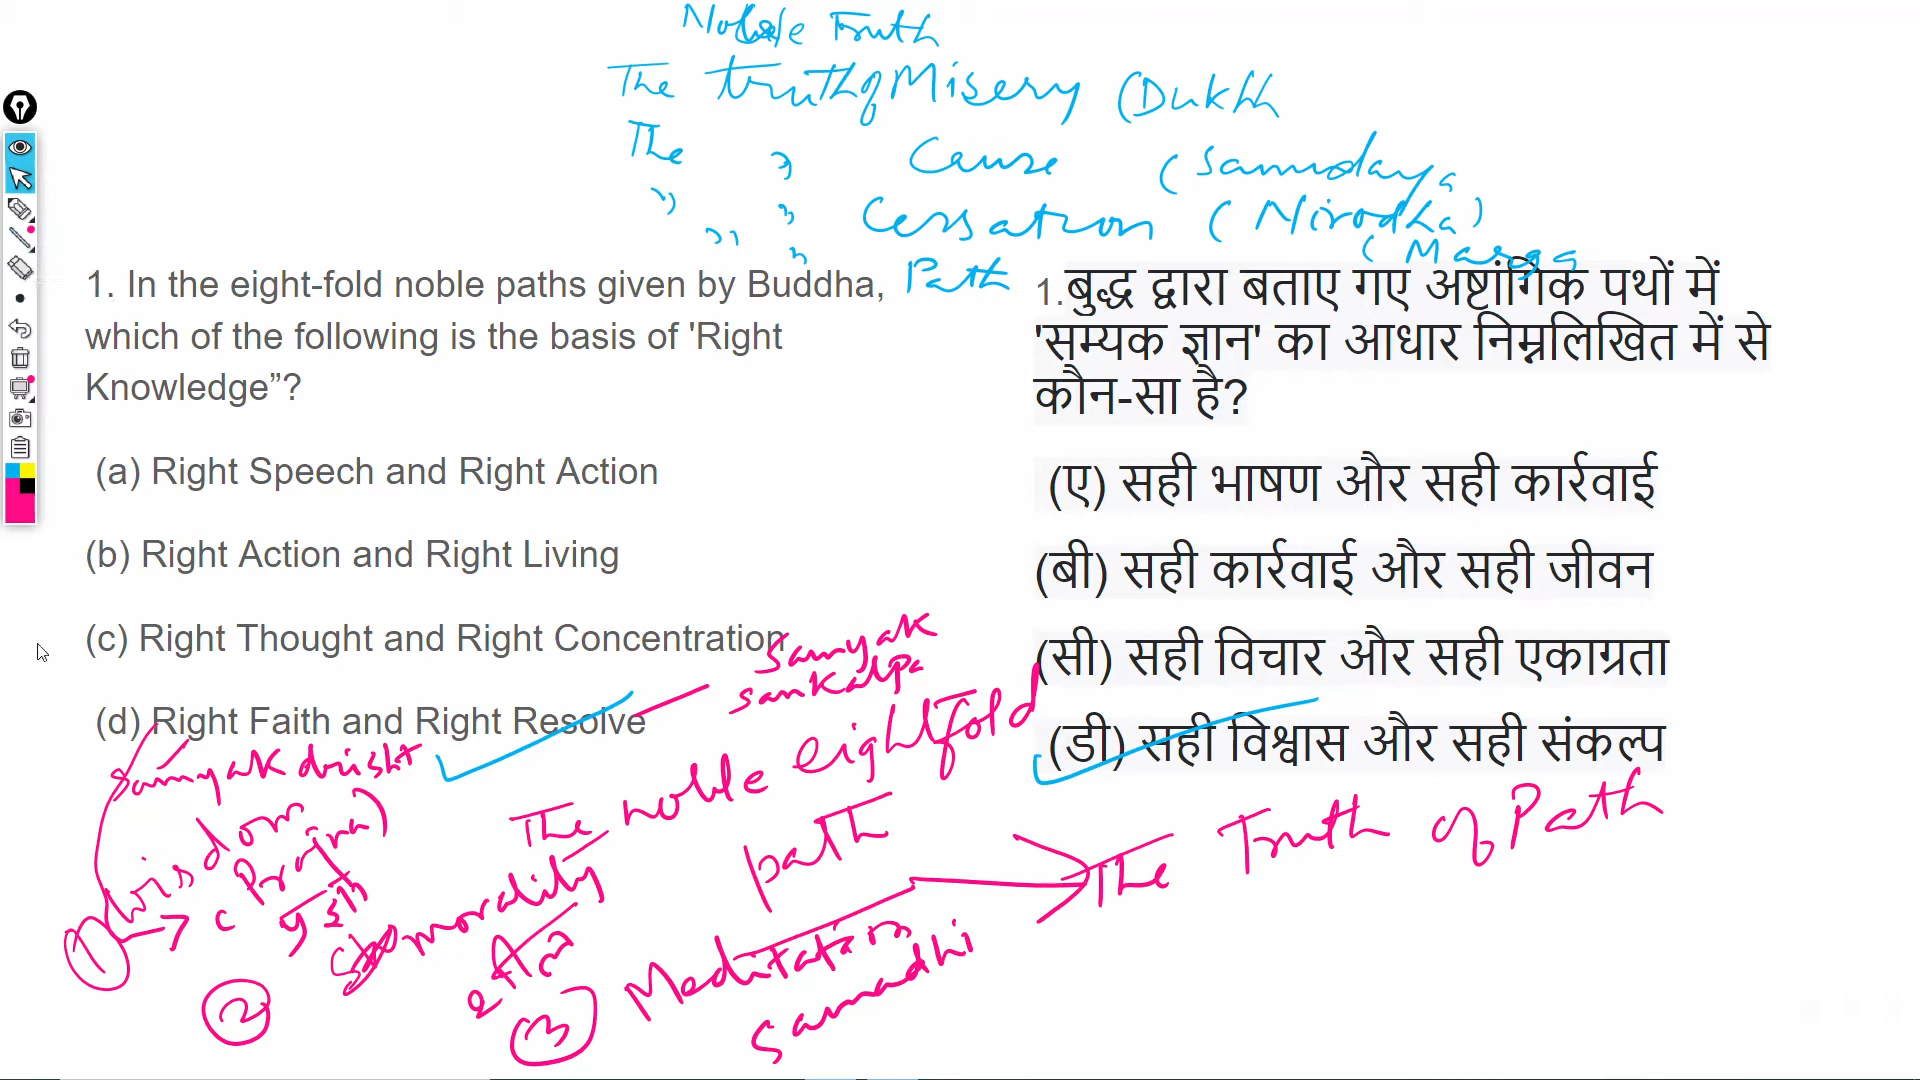 Noble Truth
The truth of Misery (Dukhh
The " Cause (Samudaya
" " Cessation (Nirodha)
" " Path (Marga
1. In the eight-fold noble paths given by Buddha,
which of the following is the basis of 'Right
Knowledge”?
(a) Right Speech and Right Action
(b) Right Action and Right Living
(c) Right Thought and Right Concentration
(d) Right Faith and Right Resolve
1.बुद्ध द्वारा बताए गए अष्टांगिक पथों में
'सम्यक ज्ञान' का आधार निम्नलिखित में से
कौन-सा है?
(ए) सही भाषण और सही कार्रवाई
(बी) सही कार्रवाई और सही जीवन
(सी) सही विचार और सही एकाग्रता
(डी) सही विश्वास और सही संकल्प
Samyak
sankalpa
Samyak drisht
The noble eightfold
path
The Truth of Path
1 wisdom
(Prajna)
2 morality
3 Meditation
samadhi